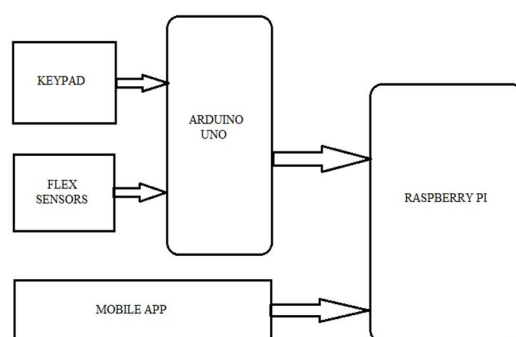 KEYPAD
ARDUINO
UNO
FLEX
SENSORS
RASPBERRY PI
MOBILE APP